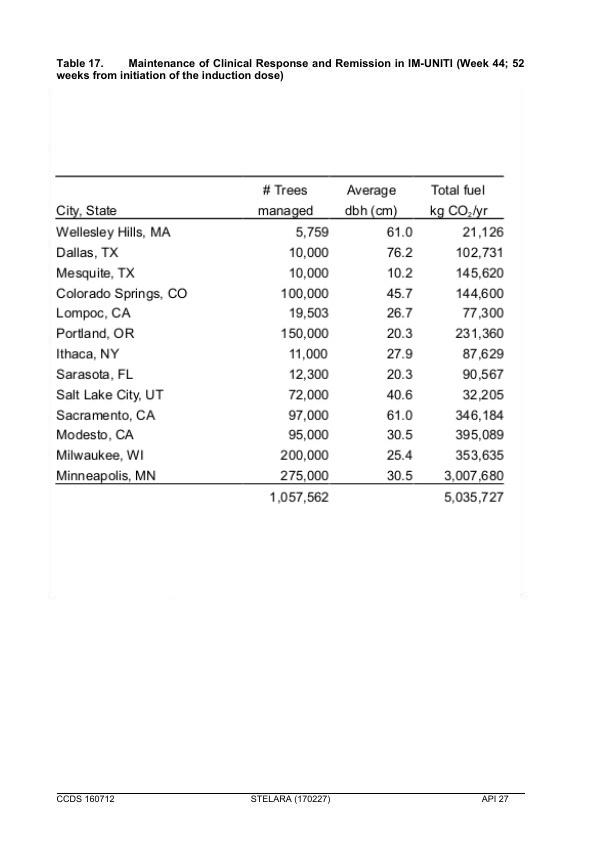 Table 17. Maintenance of Clinical Response and Remission in IM-UNITI (Week 44; 52
weeks from initiation of the induction dose)
# Trees Average Total fuel
City, State managed dbh (cm) kg CO₂/yr
Wellesley Hills, MA 5,759 61.0 21,126
Dallas, TX 10,000 76.2 102,731
Mesquite, TX 10,000 10.2 145,620
Colorado Springs, CO 100,000 45.7 144,600
Lompoc, CA 19,503 26.7 77,300
Portland, OR 150,000 20.3 231,360
Ithaca, NY 11,000 27.9 87,629
Sarasota, FL 12,300 20.3 90,567
Salt Lake City, UT 72,000 40.6 32,205
Sacramento, CA 97,000 61.0 346,184
Modesto, CA 95,000 30.5 395,089
Milwaukee, WI 200,000 25.4 353,635
Minneapolis, MN 275,000 30.5 3,007,680
1,057,562 5,035,727
CCDS 160712 STELARA (170227) API 27